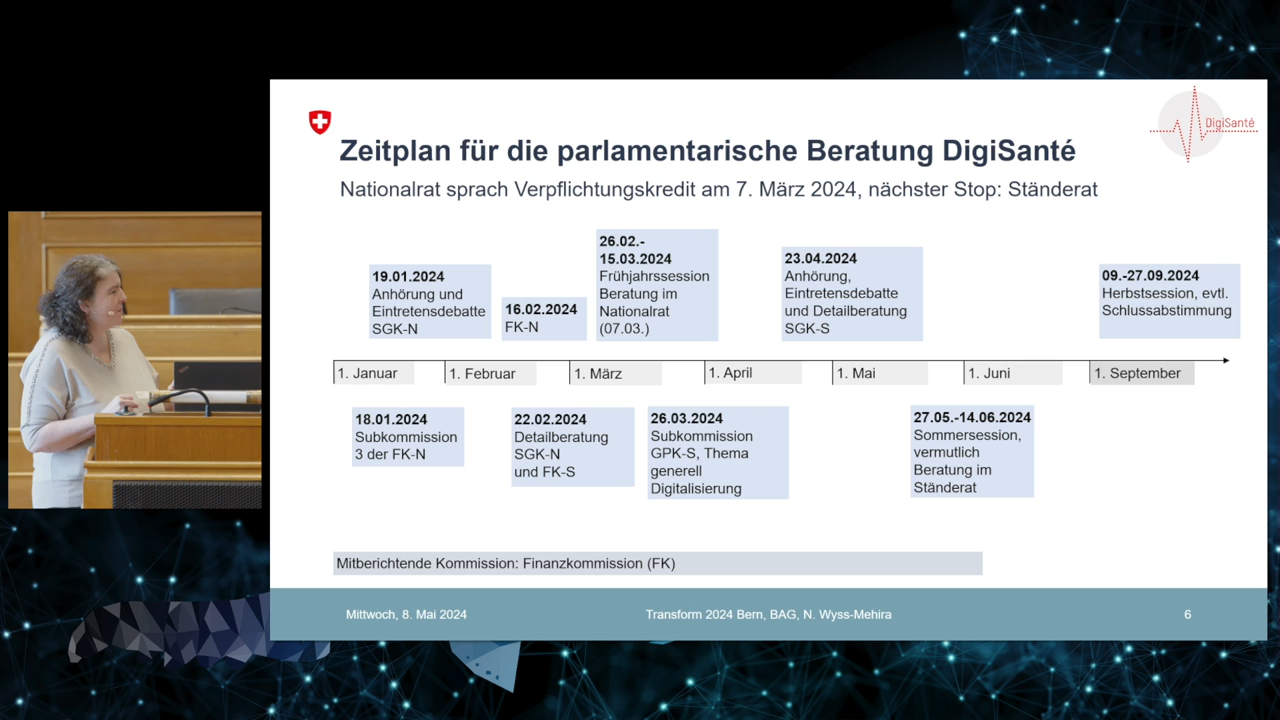 DigiSanté
Zeitplan für die parlamentarische Beratung DigiSanté
Nationalrat sprach Verpflichtungskredit am 7. März 2024, nächster Stop: Ständerat
19.01.2024
Anhörung und
Eintretensdebatte
SGK-N
16.02.2024
FK-N
26.02.-
15.03.2024
Frühjahrssession
Beratung im
Nationalrat
(07.03.)
23.04.2024
Anhörung,
Eintretensdebatte
und Detailberatung
SGK-S
09.-27.09.2024
Herbstsession, evtl.
Schlussabstimmung
1. Januar
1. Februar
1. März
1. April
1. Mai
1. Juni
1. September
18.01.2024
Subkommission
3 der FK-N
22.02.2024
Detailberatung
SGK-N
und FK-S
26.03.2024
Subkommission
GPK-S, Thema
generell
Digitalisierung
27.05.-14.06.2024
Sommersession,
vermutlich
Beratung im
Ständerat
Mitberichtende Kommission: Finanzkommission (FK)
Mittwoch, 8. Mai 2024
Transform 2024 Bern, BAG, N. Wyss-Mehira
6